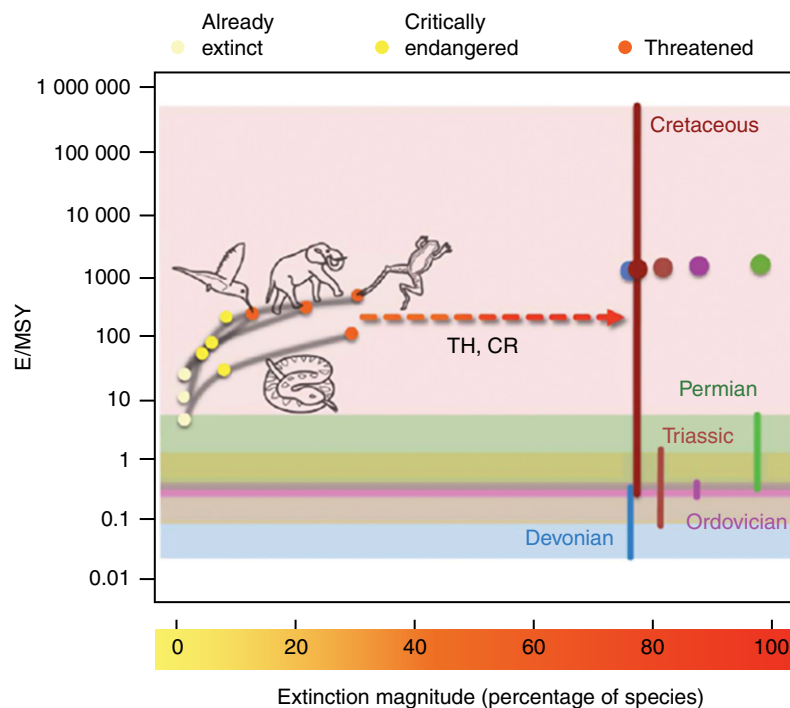 Already
extinct
Critically
endangered
Threatened
E/MSY
1 000 000
100 000
10 000
1000
100
10
1
0.1
0.01
Cretaceous
TH, CR
Permian
Triassic
Ordovician
Devonian
0 20 40 60 80 100
Extinction magnitude (percentage of species)